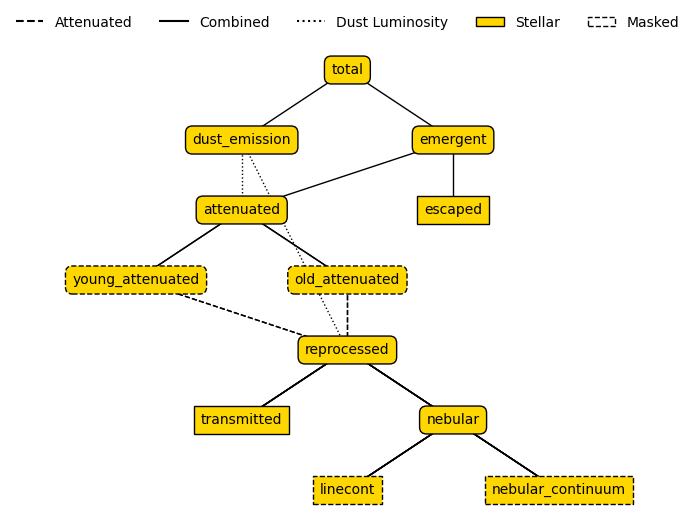 Attenuated Combined Dust Luminosity Stellar Masked
total
dust_emission emergent
attenuated escaped
young_attenuated old_attenuated
reprocessed
transmitted nebular
linecont nebular_continuum